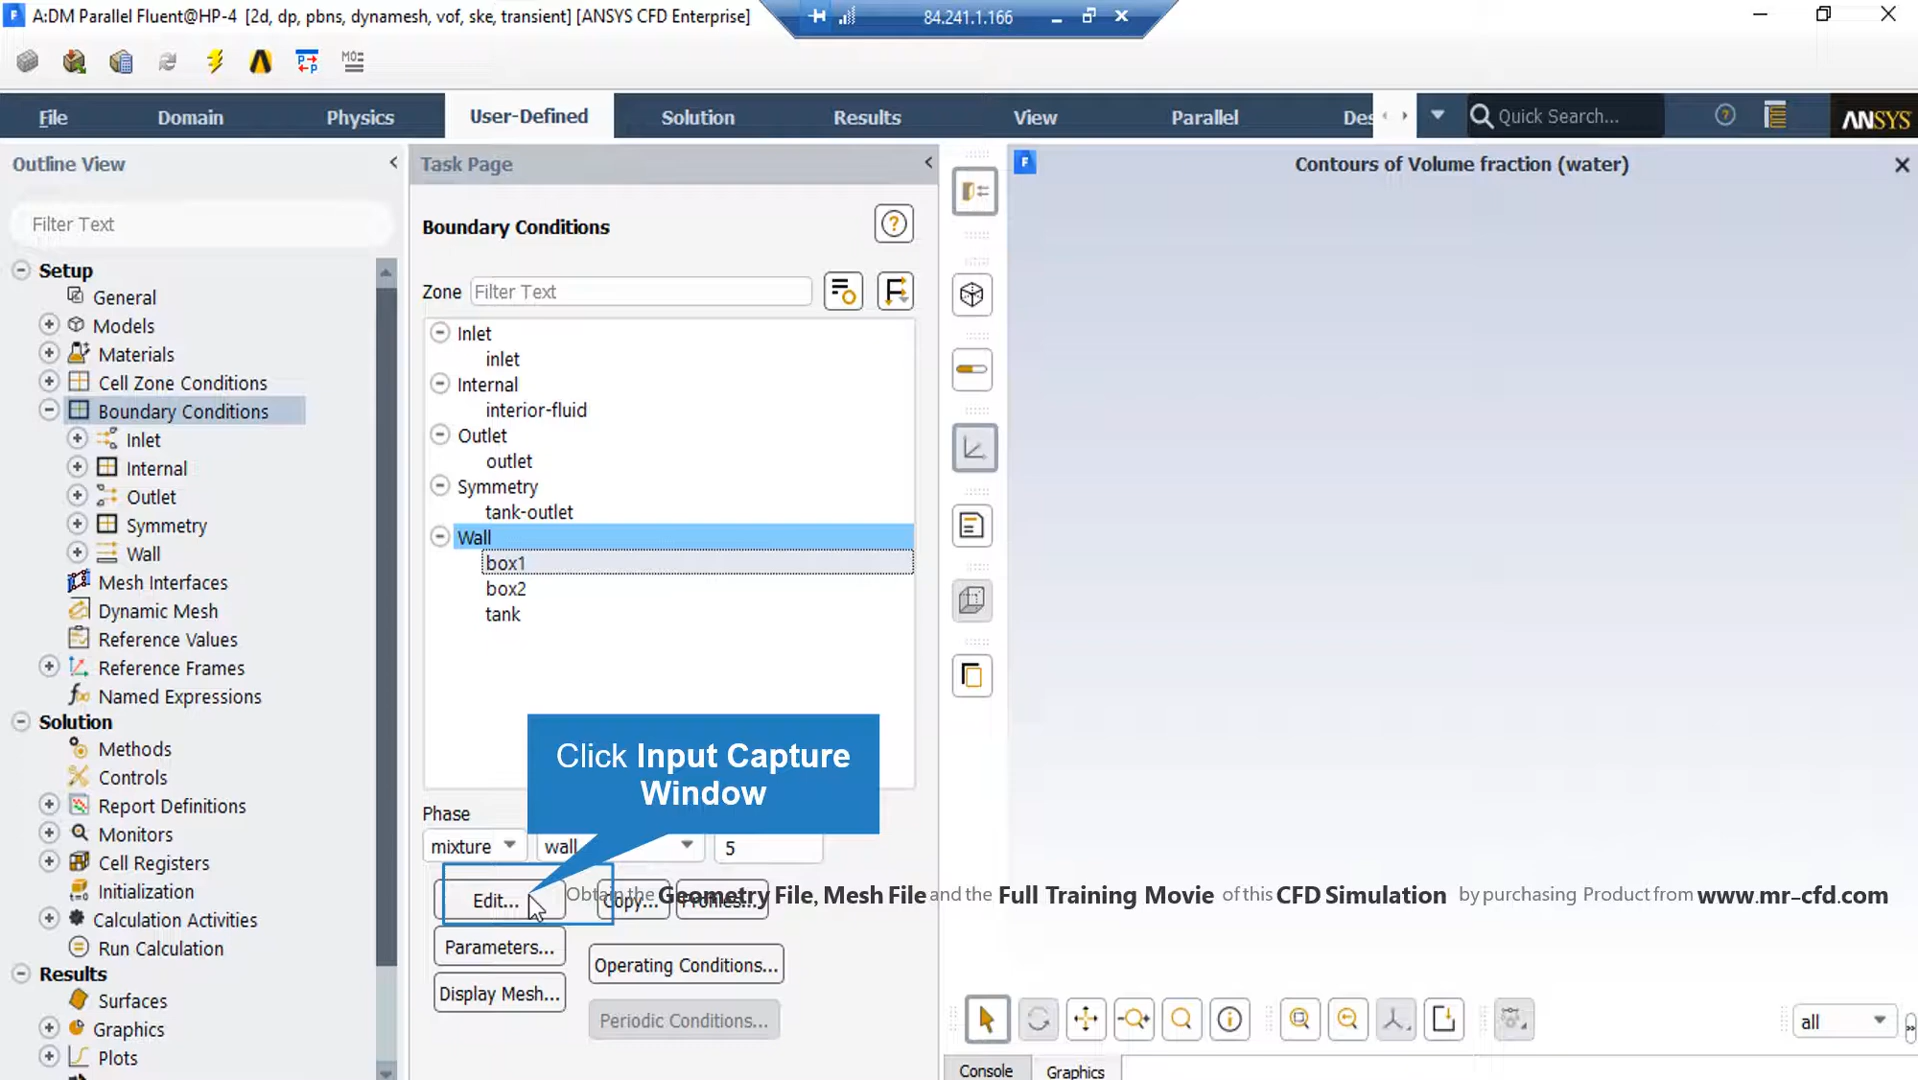 A:DM Parallel Fluent@HP-4 [2d, dp, pbns, dynamesh, vof, ske, transient] [ANSYS CFD Enterprise]
84.241.1.166
File Domain Physics User-Defined Solution Results View Parallel Des
Quick Search...
ANSYS
Outline View
Filter Text
Setup
General
Models
Materials
Cell Zone Conditions
Boundary Conditions
Inlet
Internal
Outlet
Symmetry
Wall
Mesh Interfaces
Dynamic Mesh
Reference Values
Reference Frames
Named Expressions
Solution
Methods
Controls
Report Definitions
Monitors
Cell Registers
Initialization
Calculation Activities
Run Calculation
Results
Surfaces
Graphics
Plots
Task Page
Boundary Conditions
Zone Filter Text
Inlet
inlet
Internal
interior-fluid
Outlet
outlet
Symmetry
tank-outlet
Wall
box1
box2
tank
Click Input Capture
Window
Phase
mixture wall 5
Edit... Copy... Profiles...
Parameters... Operating Conditions...
Display Mesh... Periodic Conditions...
Contours of Volume fraction (water)
Obtain the Geometry File, Mesh File and the Full Training Movie of this CFD Simulation by purchasing Product from www.mr-cfd.com
all
Console Graphics